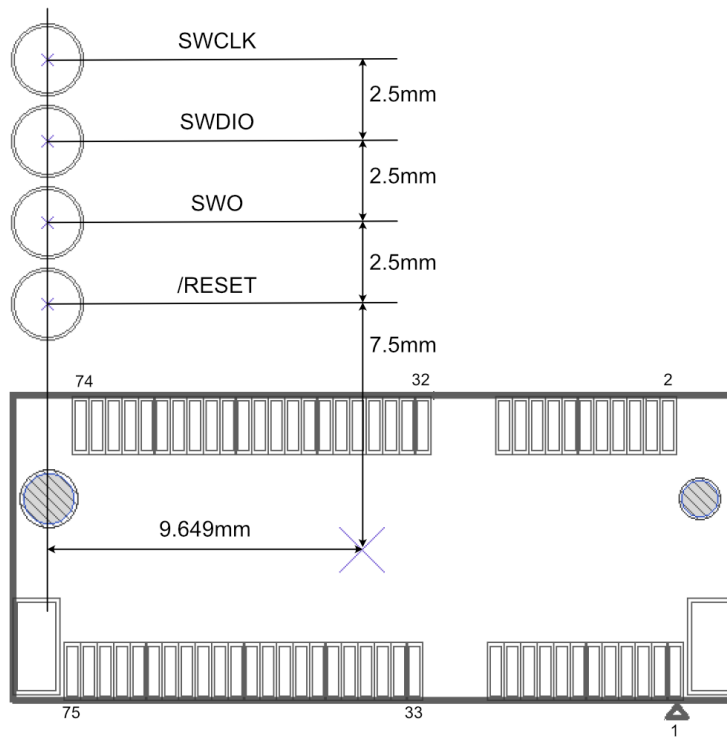 SWCLK
2.5mm
SWDIO
2.5mm
SWO
2.5mm
/RESET
7.5mm
74
32
2
9.649mm
75
33
1